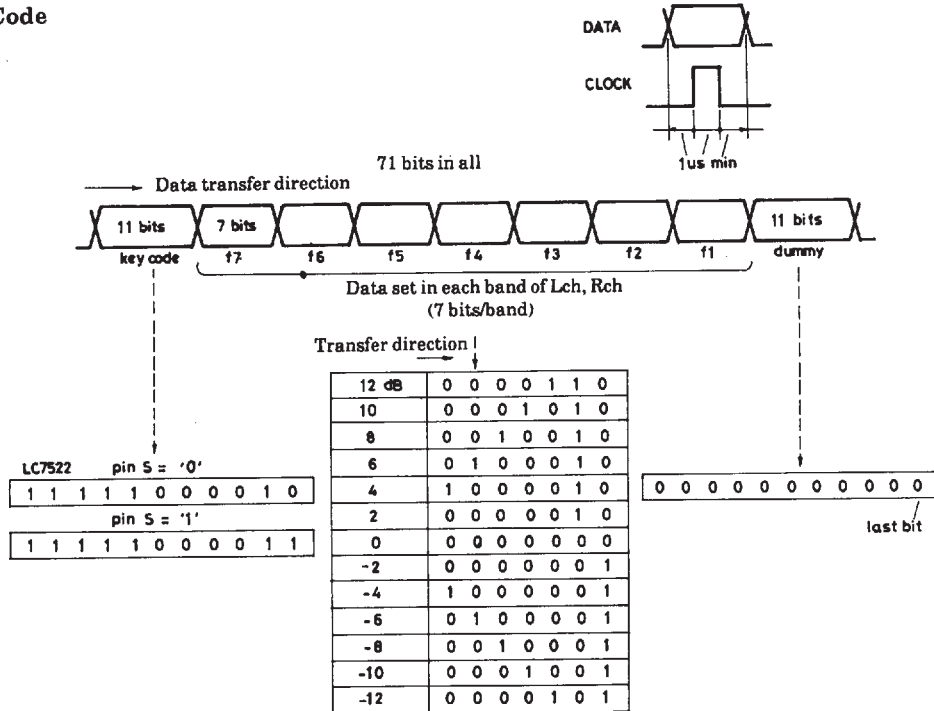 Code
DATA
CLOCK
1us min
71 bits in all
Data transfer direction
11 bits 7 bits 11 bits
key code f7 f6 f5 f4 f3 f2 f1 dummy
Data set in each band of Lch, Rch
(7 bits/band)
Transfer direction
12 dB 0 0 0 0 1 1 0
10 0 0 0 1 0 1 0
8 0 0 1 0 0 1 0
6 0 1 0 0 0 1 0
4 1 0 0 0 0 1 0
2 0 0 0 0 0 1 0
0 0 0 0 0 0 0 0
-2 0 0 0 0 0 0 1
-4 1 0 0 0 0 0 1
-6 0 1 0 0 0 0 1
-8 0 0 1 0 0 0 1
-10 0 0 0 1 0 0 1
-12 0 0 0 0 1 0 1
LC7522 pin S = '0'
1 1 1 1 1 0 0 0 0 1 0
pin S = '1'
1 1 1 1 1 0 0 0 0 1 1
0 0 0 0 0 0 0 0 0 0 0
last bit